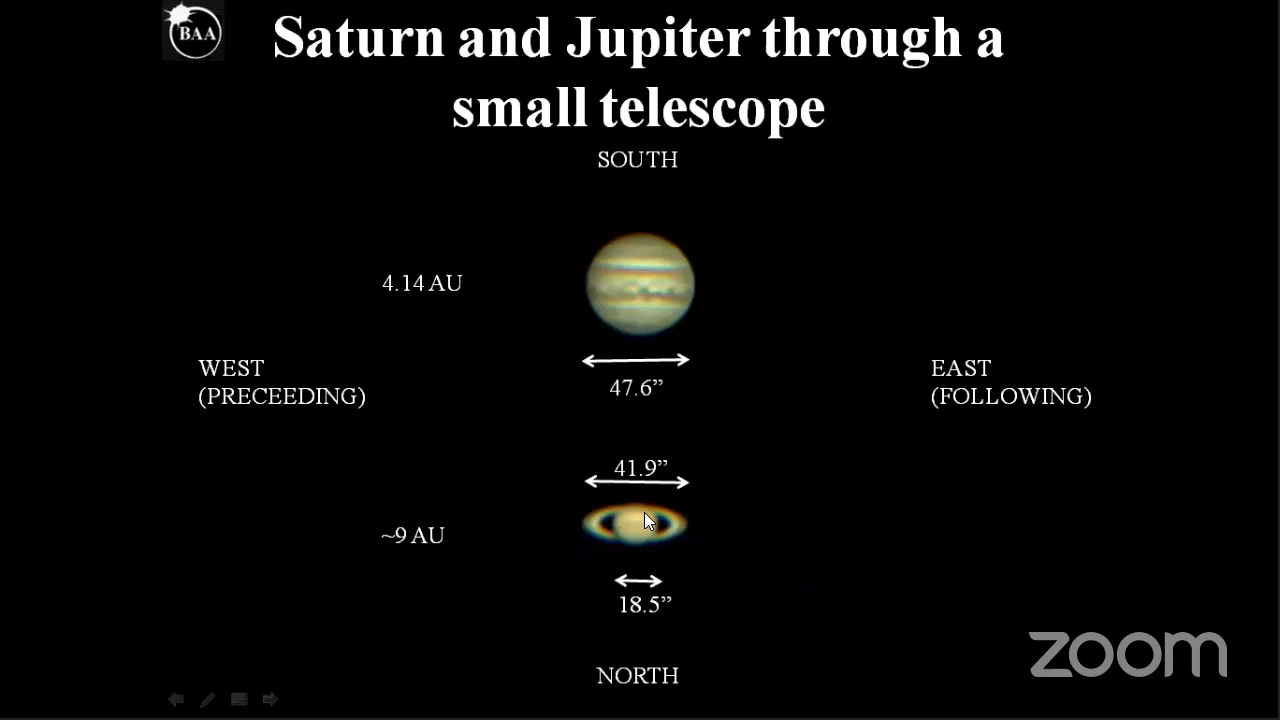 BAA
Saturn and Jupiter through a
small telescope
SOUTH
4.14 AU
WEST
(PRECEEDING)
EAST
(FOLLOWING)
47.6”
41.9”
~9 AU
18.5”
NORTH
zoom